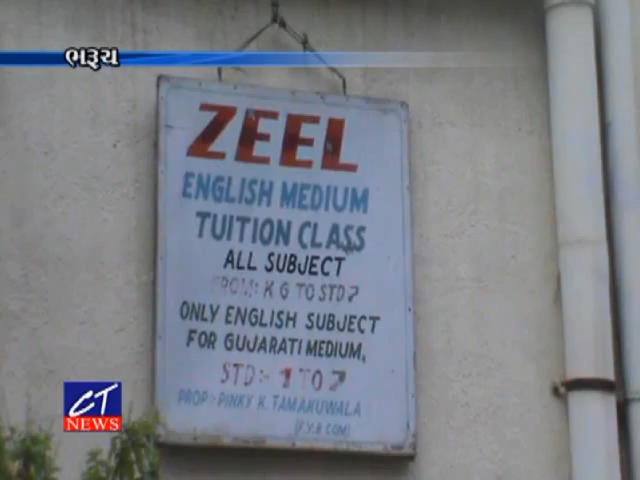 ભરૂચ
ZEEL
ENGLISH MEDIUM
TUITION CLASS
ALL SUBJECT
FROM: K G TO STD 7
ONLY ENGLISH SUBJECT
FOR GUJARATI MEDIUM,
STD:- 1 TO 7
PROP:- PINKY K. TAMAKUWALA
(F.Y.B COM)
CT
NEWS